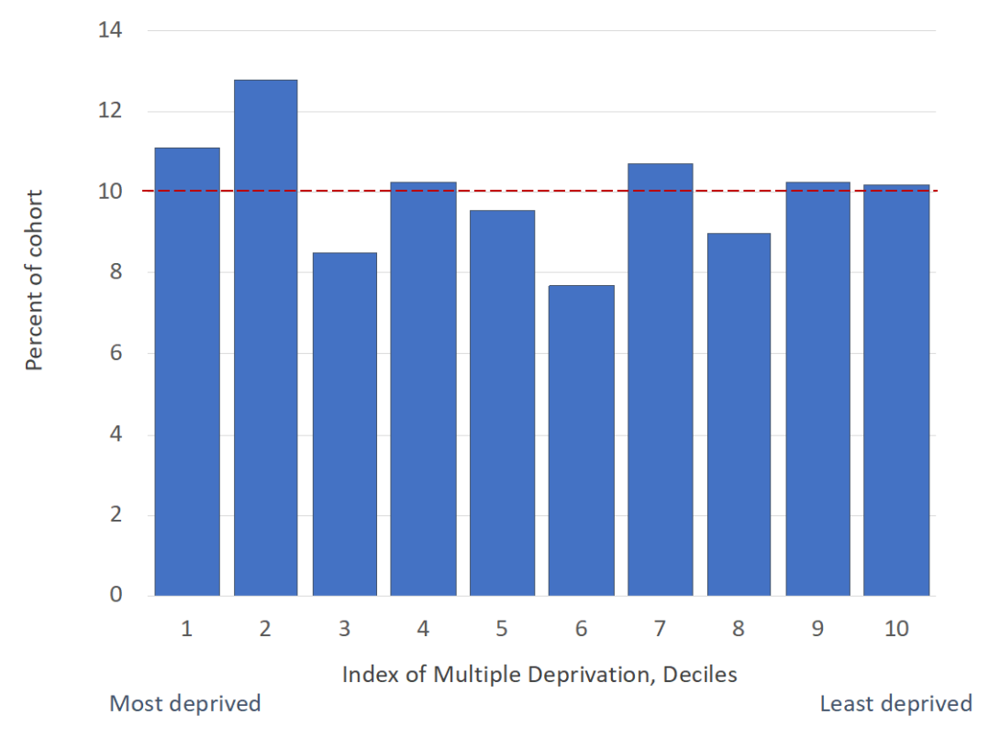 14
12
10
8
6
4
2
0
Percent of cohort
1 2 3 4 5 6 7 8 9 10
Index of Multiple Deprivation, Deciles
Most deprived Least deprived